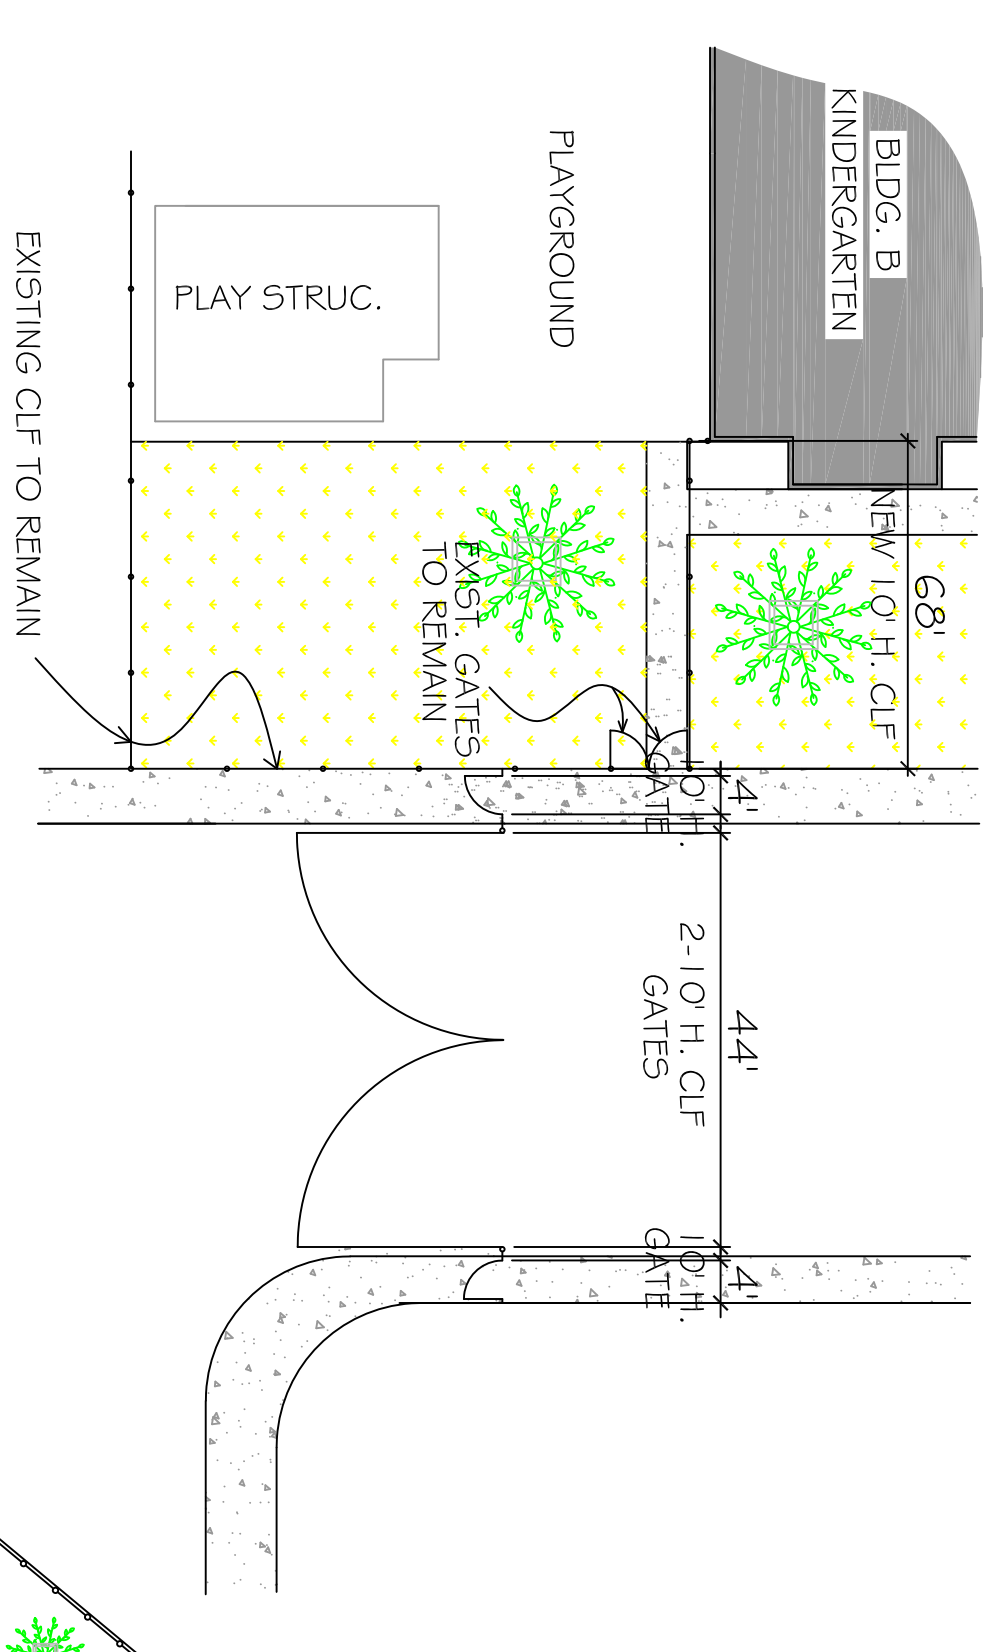 BLDG. B
KINDERGARTEN
PLAYGROUND
PLAY STRUC.
EXISTING CLF TO REMAIN
68'
NEW 10' H. CLF
EXIST. GATES
TO REMAIN
4'
10' H.
GATE
44'
2-10' H. CLF
GATES
4'
10' H.
GATE